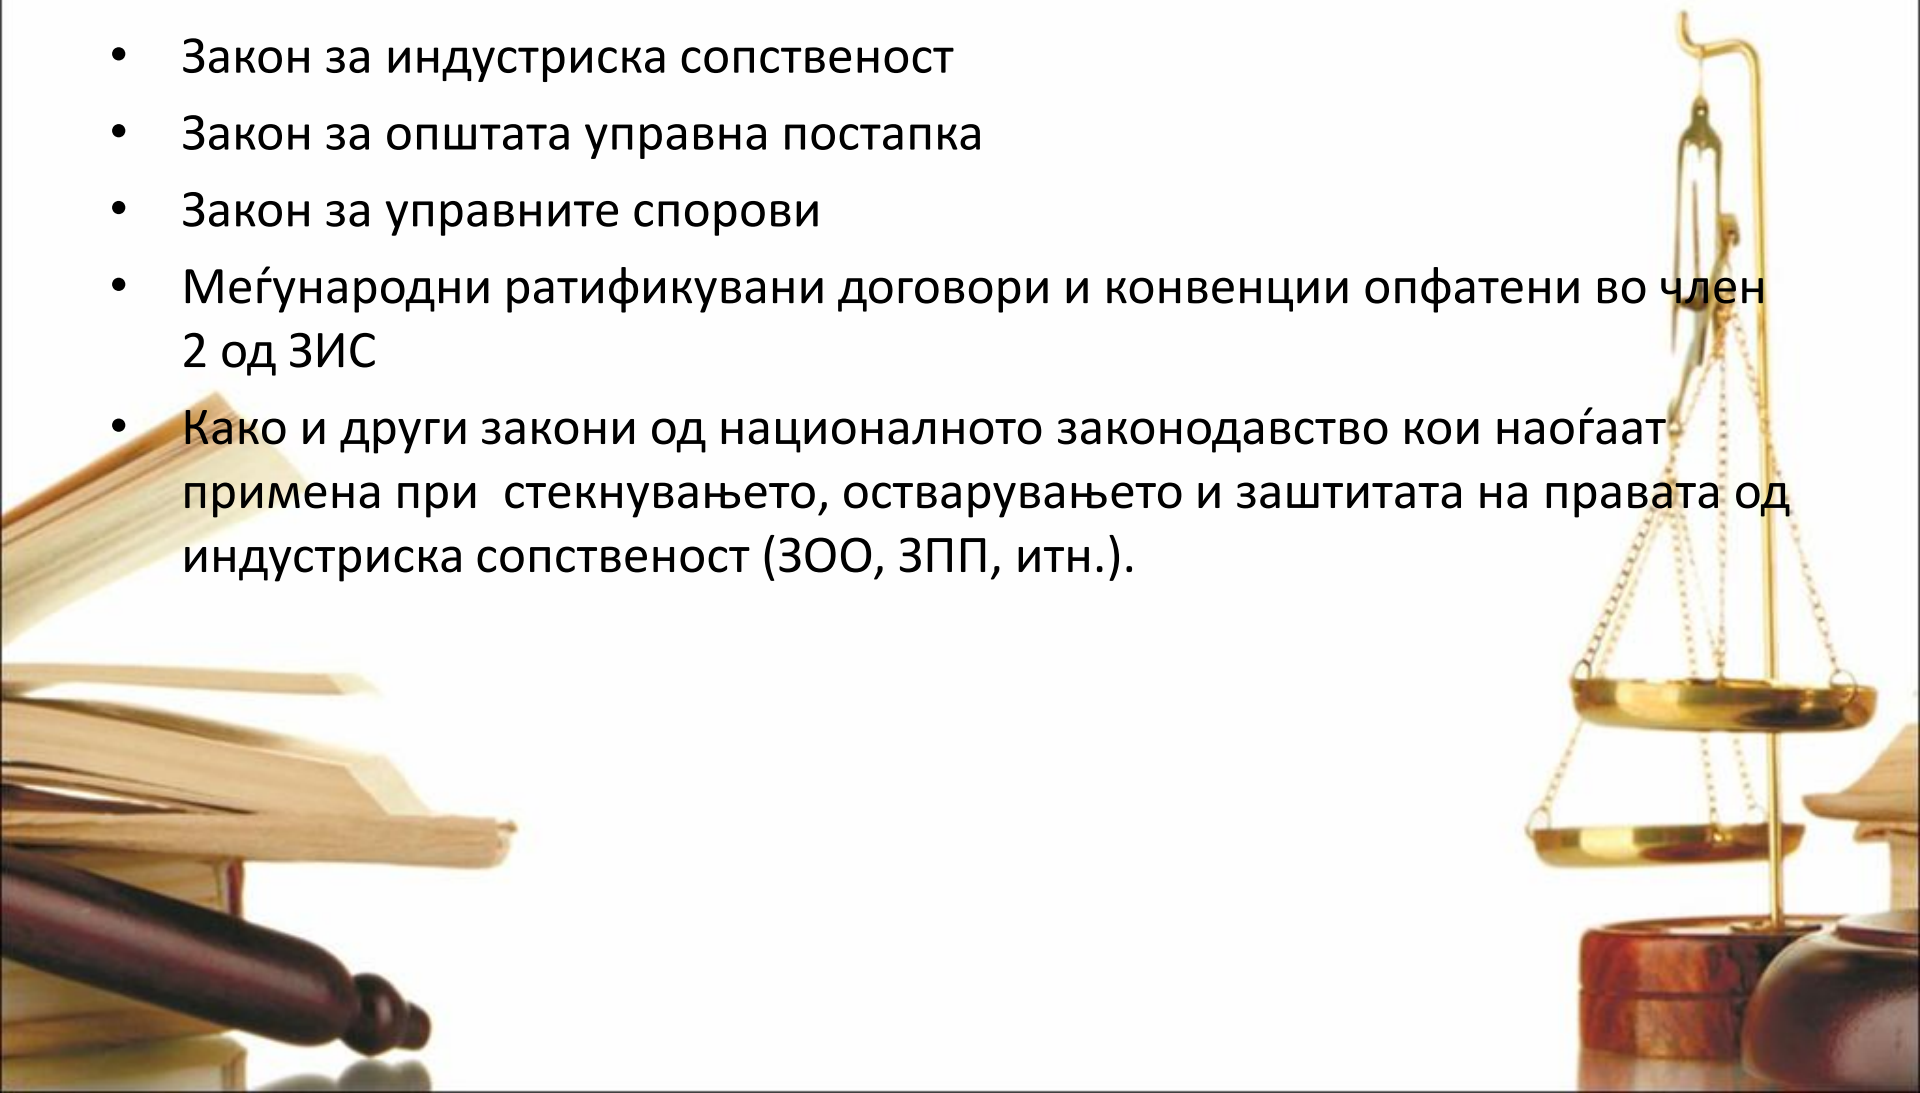 • Закон за индустриска сопственост
• Закон за општата управна постапка
• Закон за управните спорови
• Меѓународни ратификувани договори и конвенции опфатени во член
2 од ЗИС
• Како и други закони од националното законодавство кои наоѓаат
примена при  стекнувањето, остварувањето и заштитата на правата од
индустриска сопственост (ЗОО, ЗПП, итн.).